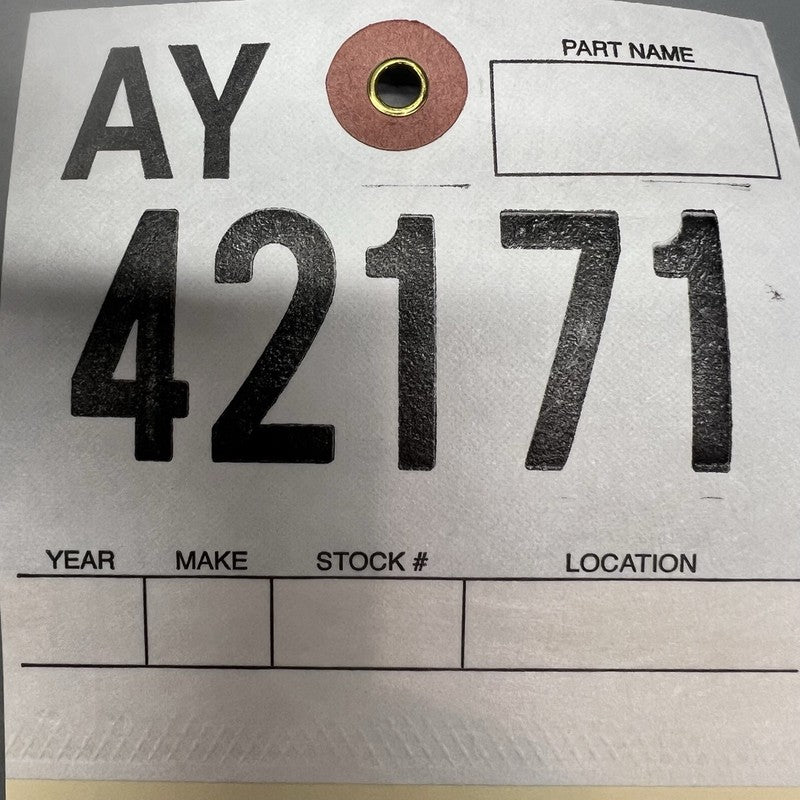 AY
PART NAME
42171
YEAR MAKE STOCK # LOCATION